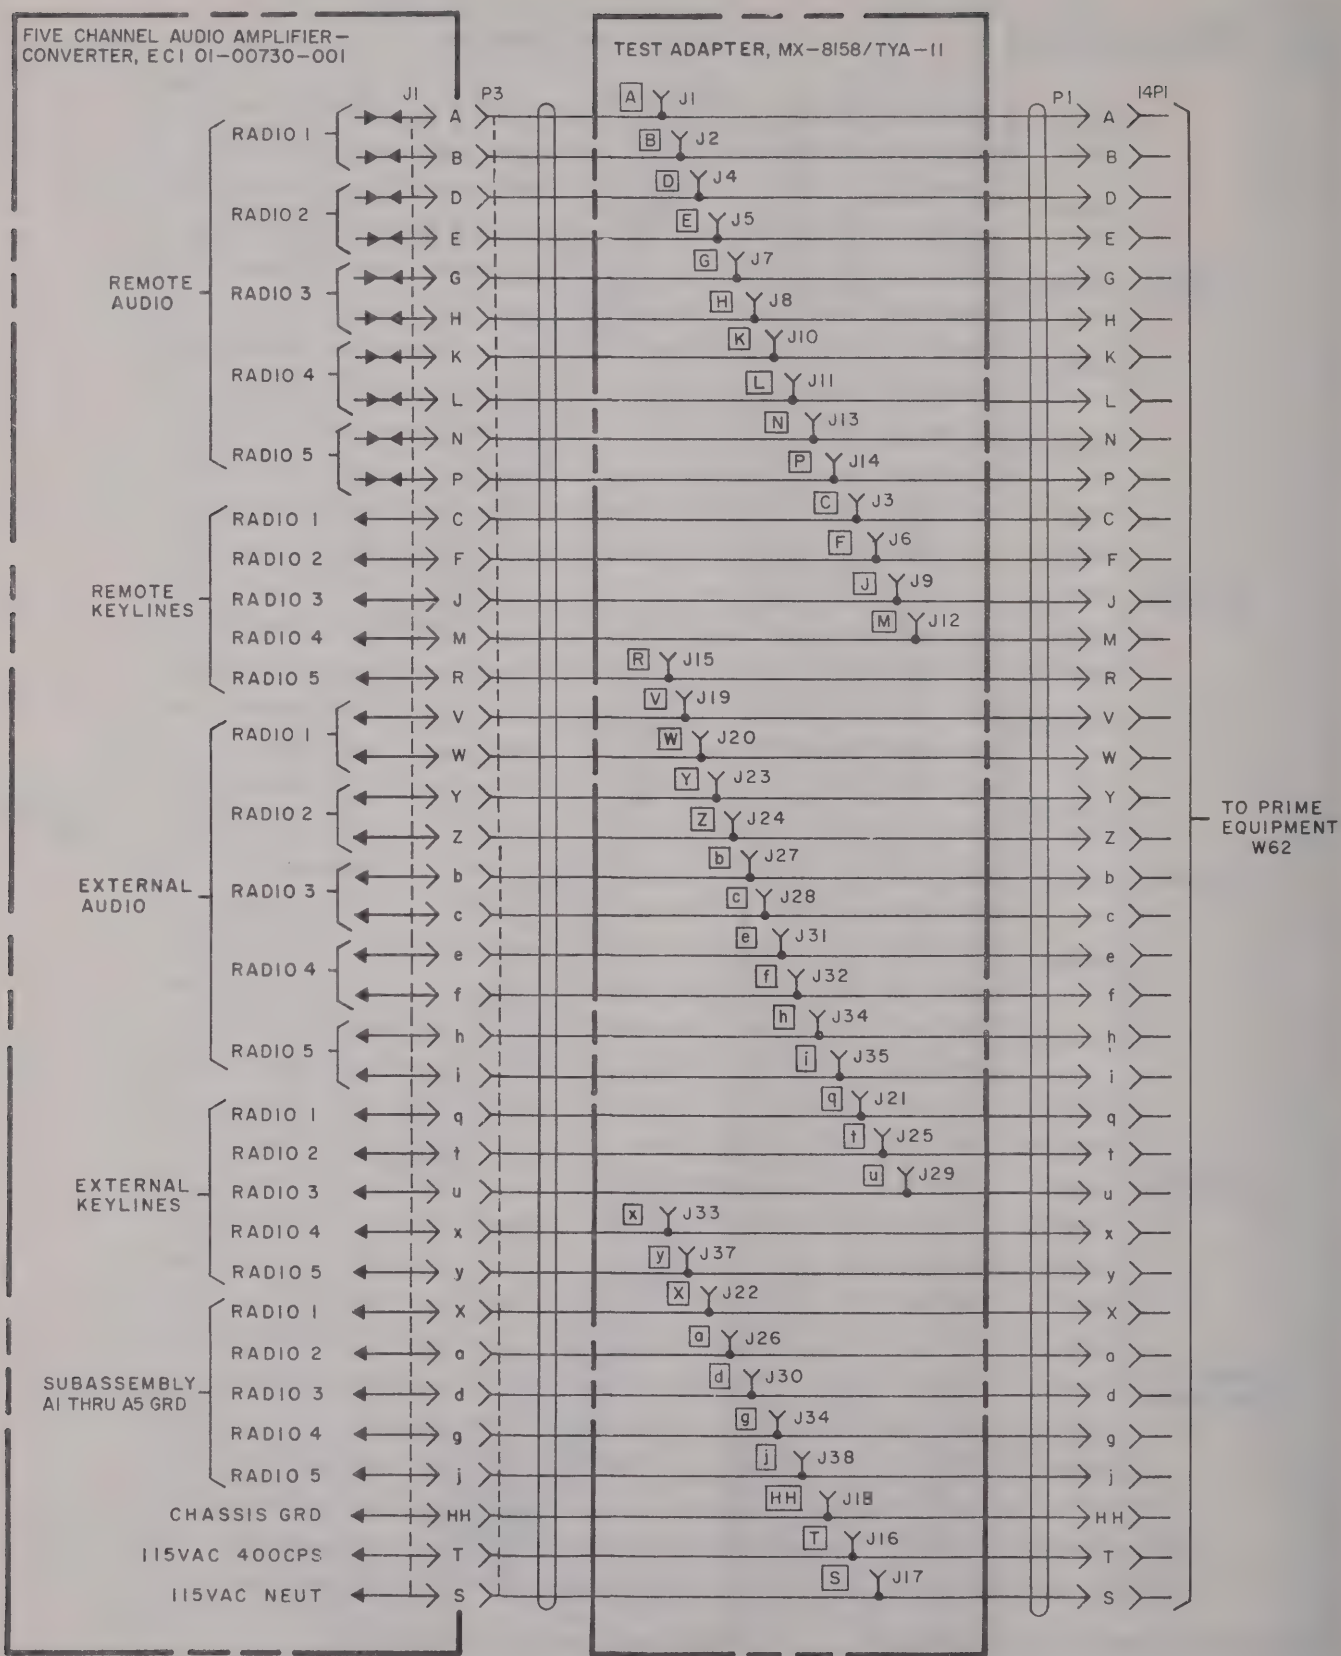 FIVE CHANNEL AUDIO AMPLIFIER-
CONVERTER, ECI 01-00730-001
TEST ADAPTER, MX-8158/TYA-11
J1 P3 P1 14P1
REMOTE
AUDIO
RADIO 1
A A J1 A
B B J2 B
RADIO 2
D D J4 D
E E J5 E
RADIO 3
G G J7 G
H H J8 H
RADIO 4
K K J10 K
L L J11 L
RADIO 5
N N J13 N
P P J14 P
REMOTE
KEYLINES
RADIO 1 C C J3 C
RADIO 2 F F J6 F
RADIO 3 J J J9 J
RADIO 4 M M J12 M
RADIO 5 R R J15 R
EXTERNAL
AUDIO
RADIO 1
V V J19 V
W W J20 W
RADIO 2
Y Y J23 Y
Z Z J24 Z
RADIO 3
b b J27 b
c c J28 c
RADIO 4
e e J31 e
f f J32 f
RADIO 5
h h J34 h
i i J35 i
EXTERNAL
KEYLINES
RADIO 1 q q J21 q
RADIO 2 t t J25 t
RADIO 3 u u J29 u
RADIO 4 x x J33 x
RADIO 5 y y J37 y
SUBASSEMBLY
A1 THRU A5 GRD
RADIO 1 X X J22 X
RADIO 2 a a J26 a
RADIO 3 d d J30 d
RADIO 4 g g J34 g
RADIO 5 j j J38 j
CHASSIS GRD HH HH J18 HH
115VAC 400CPS T T J16 T
115VAC NEUT S S J17 S
TO PRIME
EQUIPMENT
W62